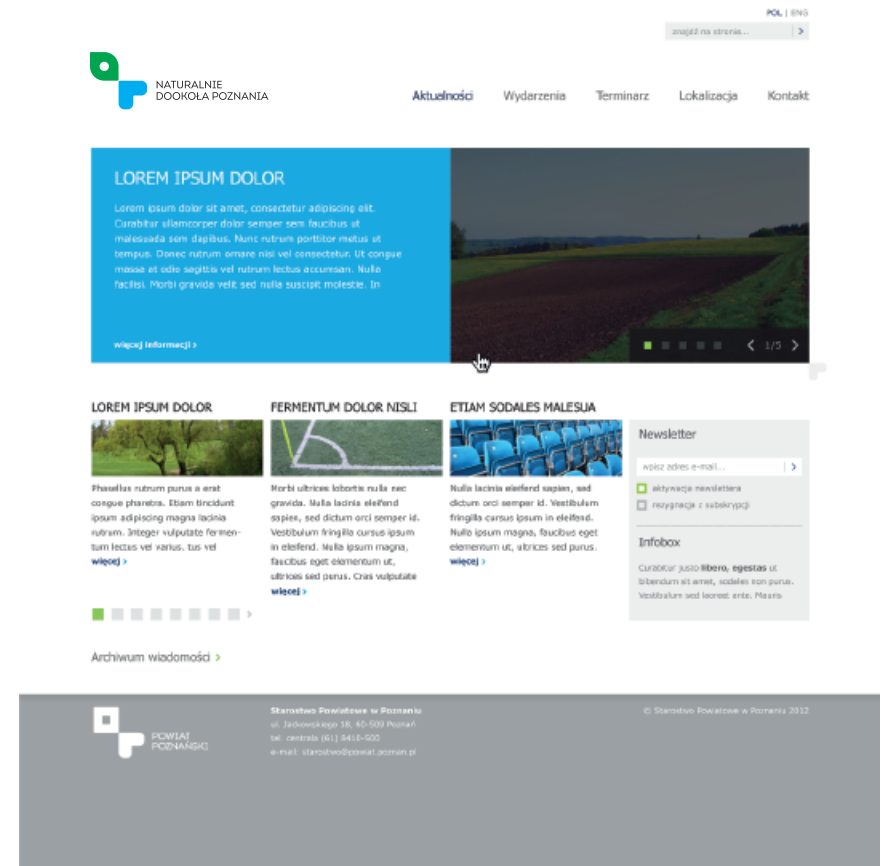 POL | ENG
znajdź na stronie...
NATURALNIE
DOOKOŁA POZNANIA
Aktualności Wydarzenia Terminarz Lokalizacja Kontakt
LOREM IPSUM DOLOR
Lorem ipsum dolor sit amet, consectetur adipiscing elit.
Curabitur ullamcorper dolor semper sem faucibus ut
malesuada sem dapibus. Nunc rutrum porttitor metus ut
tempus. Donec rutrum ornare nisi vel consectetur. Ut congue
massa at odio sagittis vel rutrum lectus accumsan. Nulla
facilisi. Morbi gravida velit sed nulla suscipit molestie. In
więcej informacji ›
1/5
LOREM IPSUM DOLOR
Phasellus rutrum purus a erat
congue pharetra. Etiam tincidunt
ipsum adipiscing magna lacinia
rutrum. Integer vulputate fermen-
tum lectus vel varius. tus vel
więcej ›
FERMENTUM DOLOR NISLI
Morbi ultrices lobortis nulla nec
gravida. Nulla lacinia eleifend
sapien, sed dictum orci semper id.
Vestibulum fringilla cursus ipsum
in eleifend. Nulla ipsum magna,
faucibus eget elementum ut,
ultrices sed purus. Cras vulputate
więcej ›
ETIAM SODALES MALESUA
Nulla lacinia eleifend sapien, sed
dictum orci semper id. Vestibulum
fringilla cursus ipsum in eleifend.
Nulla ipsum magna, faucibus eget
elementum ut, ultrices sed purus.
więcej ›
Newsletter
wpisz adres e-mail...
aktywacja newslettera
rezygnacja z subskrypcji
Infobox
Curabitur justo libero, egestas ut
bibendum sit amet, sodales non purus.
Vestibulum sed laoreet ante. Mauris
Archiwum wiadomości ›
POWIAT
POZNAŃSKI
Starostwo Powiatowe w Poznaniu
ul. Jackowskiego 18, 60-509 Poznań
tel. centrala (61) 8410-500
e-mail: starostwo@powiat.poznan.pl
© Starostwo Powiatowe w Poznaniu 2012